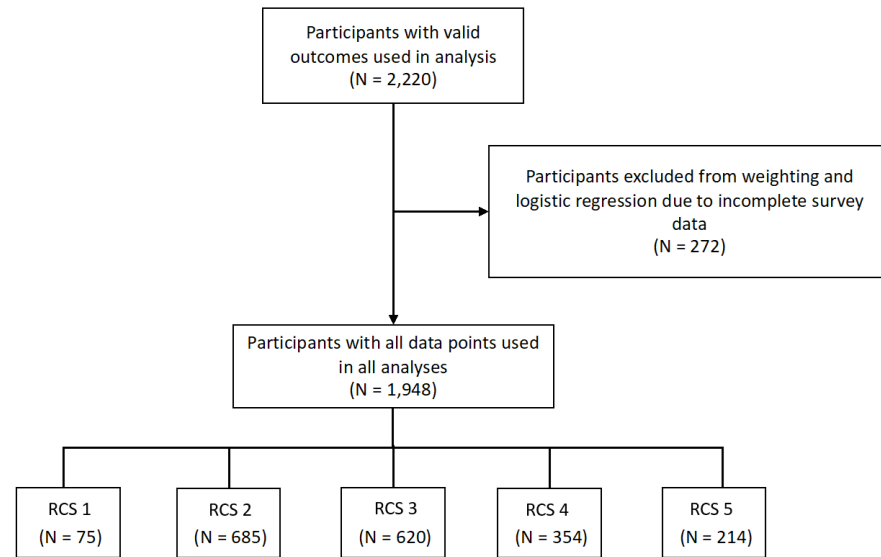 Participants with valid
outcomes used in analysis
(N = 2,220)
Participants excluded from weighting and
logistic regression due to incomplete survey
data
(N = 272)
Participants with all data points used
in all analyses
(N = 1,948)
RCS 1
(N = 75)
RCS 2
(N = 685)
RCS 3
(N = 620)
RCS 4
(N = 354)
RCS 5
(N = 214)